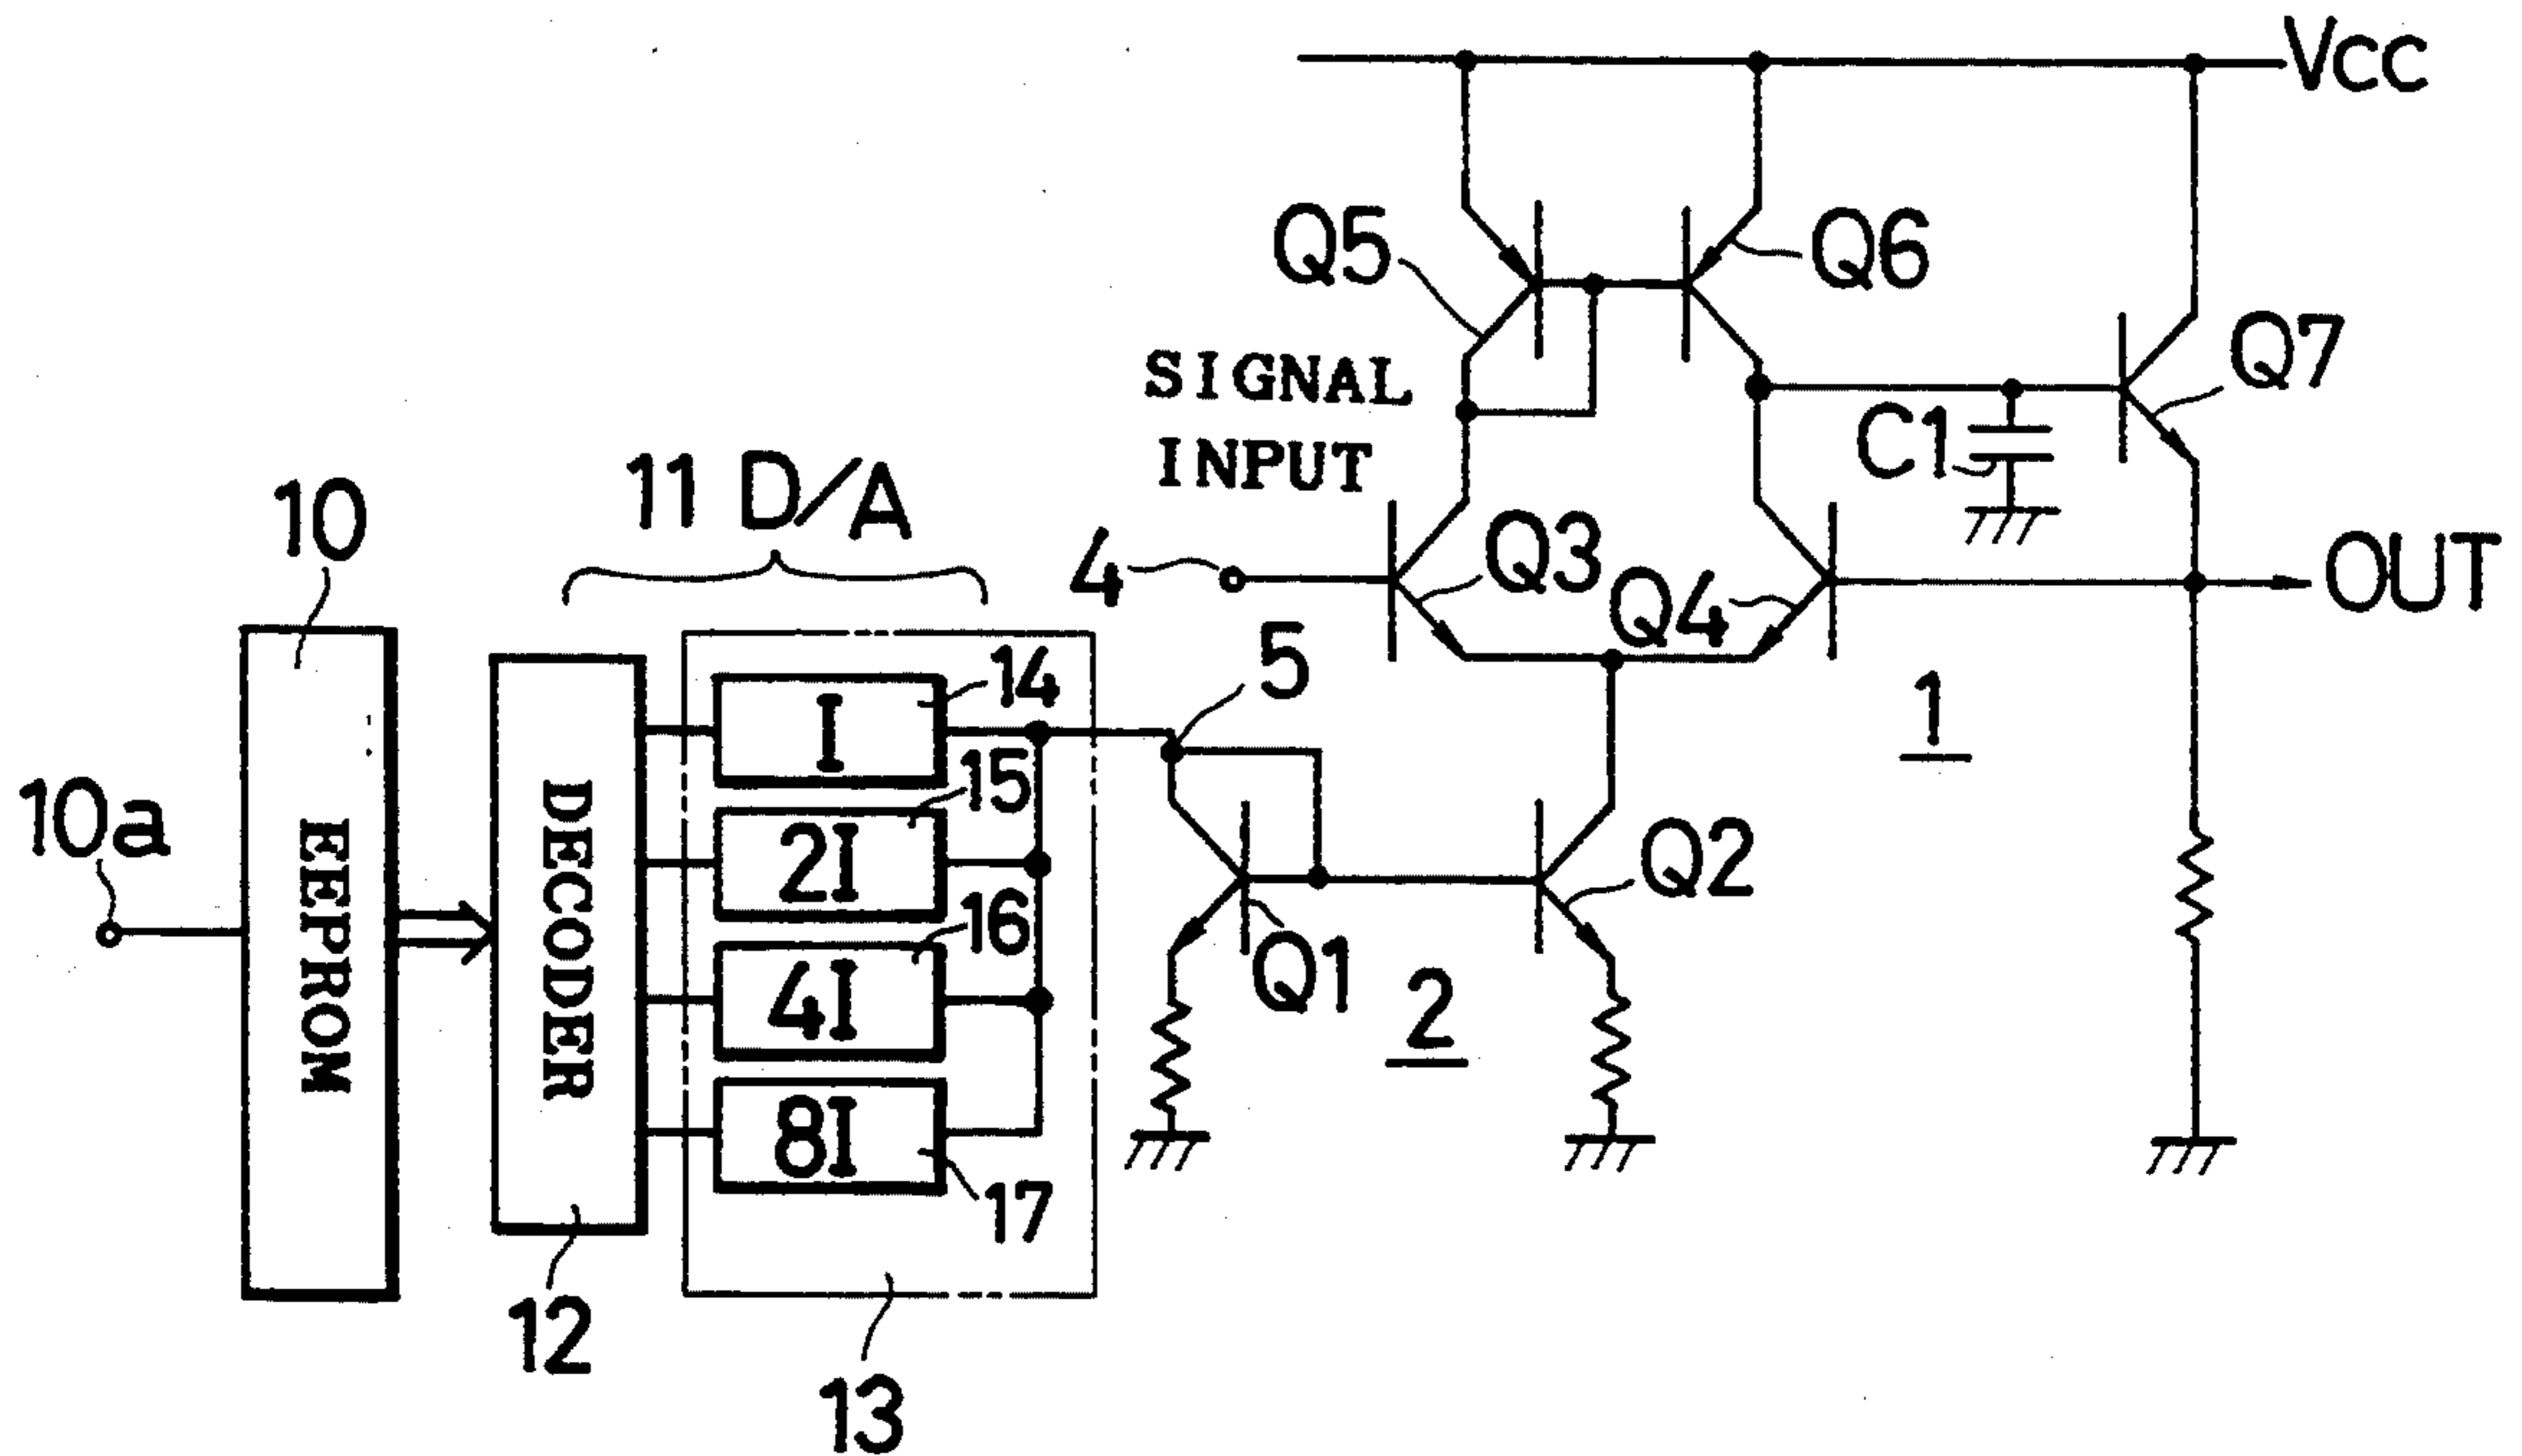 Vcc
Q5
Q6
Q7
SIGNAL
INPUT
C1
11 D/A
10
4
Q3
Q4
OUT
5
1
14
I
15
2I
16
4I
8I
17
10a
EEPROM
DECODER
Q1
Q2
2
12
13